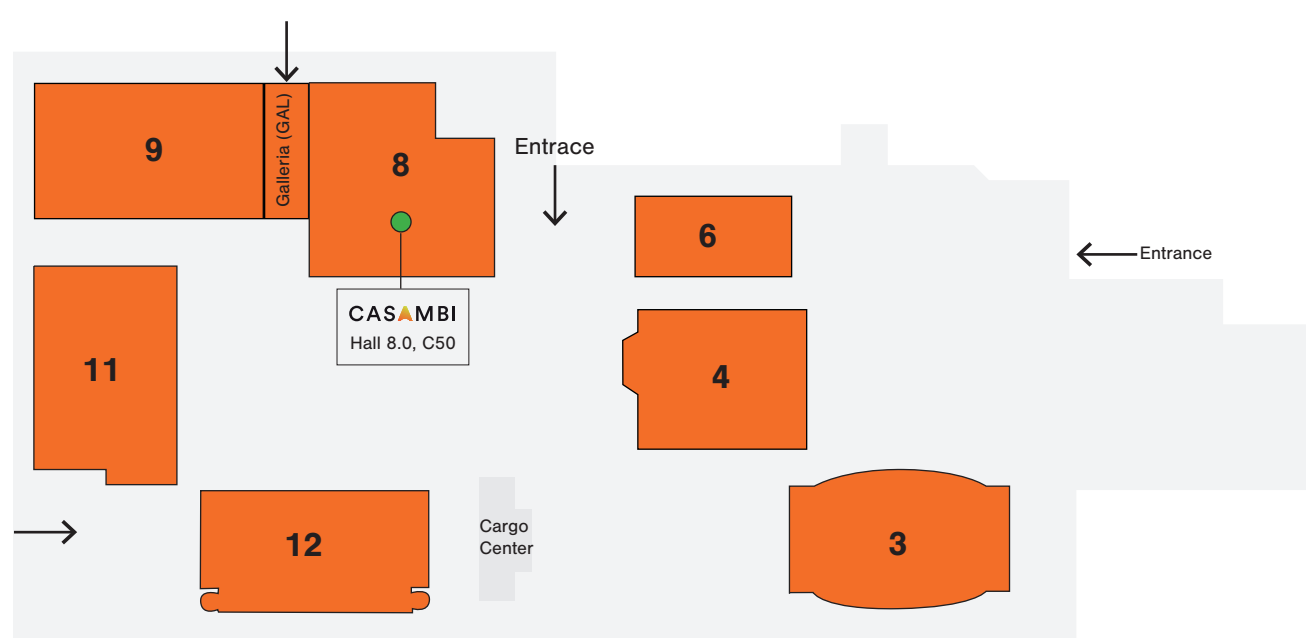 9
Galleria (GAL)
8
Entrace
6
Entrance
CASAMBI
Hall 8.0, C50
11
4
12
Cargo
Center
3